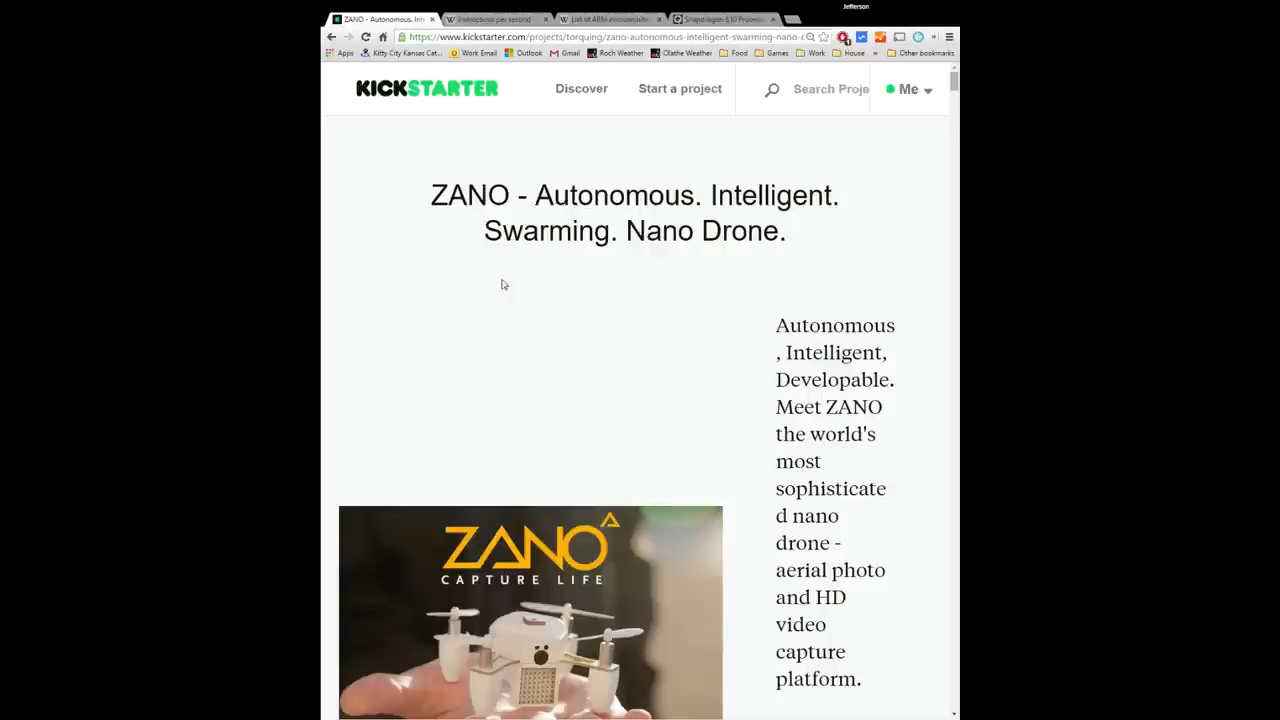 Jefferson
ZANO - Autonomous. Int
Instructions per second
List of ARM microarchite
Snapdragon 810 Process
https://www.kickstarter.com/projects/torquing/zano-autonomous-intelligent-swarming-nano-d
Apps
Kitty City Kansas Cat...
Work Email
Outlook
Gmail
Roch Weather
Olathe Weather
Food
Games
Work
House
»
Other bookmarks
KICKSTARTER
Discover
Start a project
Search Proje
Me
ZANO - Autonomous. Intelligent.
Swarming. Nano Drone.
Autonomous
, Intelligent,
Developable.
Meet ZANO
the world's
most
sophisticate
d nano
drone -
aerial photo
and HD
video
capture
platform.
ZANO
CAPTURE LIFE